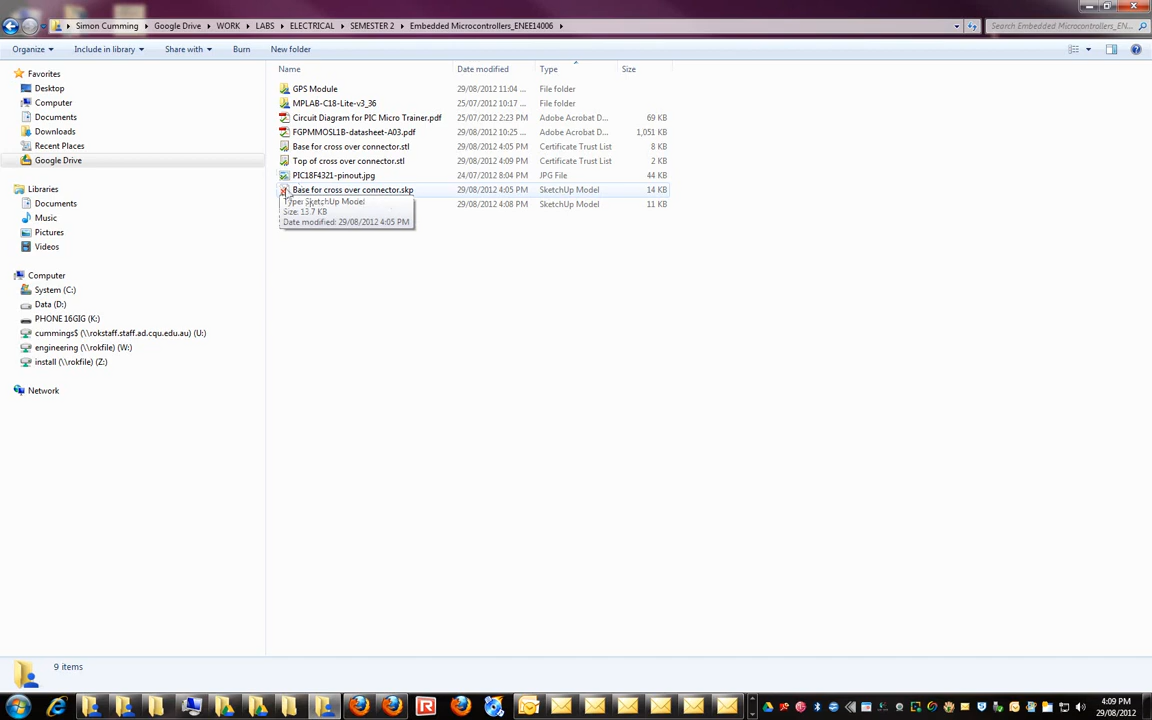 Simon Cumming ▸ Google Drive ▸ WORK ▸ LABS ▸ ELECTRICAL ▸ SEMESTER 2 ▸ Embedded Microcontrollers_ENEE14006 ▸
Search Embedded Microcontrollers_ENEE...
Organize Include in library Share with Burn New folder
Favorites
Desktop
Computer
Documents
Downloads
Recent Places
Google Drive
Libraries
Documents
Music
Pictures
Videos
Computer
System (C:)
Data (D:)
PHONE 16GIG (K:)
cummings$ (\\rokstaff.staff.ad.cqu.edu.au) (U:)
engineering (\\rokfile) (W:)
install (\\rokfile) (Z:)
Network
Name Date modified Type Size
GPS Module 29/08/2012 11:04 ... File folder
MPLAB-C18-Lite-v3_36 25/07/2012 10:17 ... File folder
Circuit Diagram for PIC Micro Trainer.pdf 25/07/2012 2:23 PM Adobe Acrobat D... 69 KB
FGPMMOSL1B-datasheet-A03.pdf 29/08/2012 10:25 ... Adobe Acrobat D... 1,051 KB
Base for cross over connector.stl 29/08/2012 4:05 PM Certificate Trust List 8 KB
Top of cross over connector.stl 29/08/2012 4:09 PM Certificate Trust List 2 KB
PIC18F4321-pinout.jpg 24/07/2012 8:04 PM JPG File 44 KB
Base for cross over connector.skp 29/08/2012 4:05 PM SketchUp Model 14 KB
29/08/2012 4:08 PM SketchUp Model 11 KB
Type: SketchUp Model
Size: 13.7 KB
Date modified: 29/08/2012 4:05 PM
9 items
4:09 PM
29/08/2012